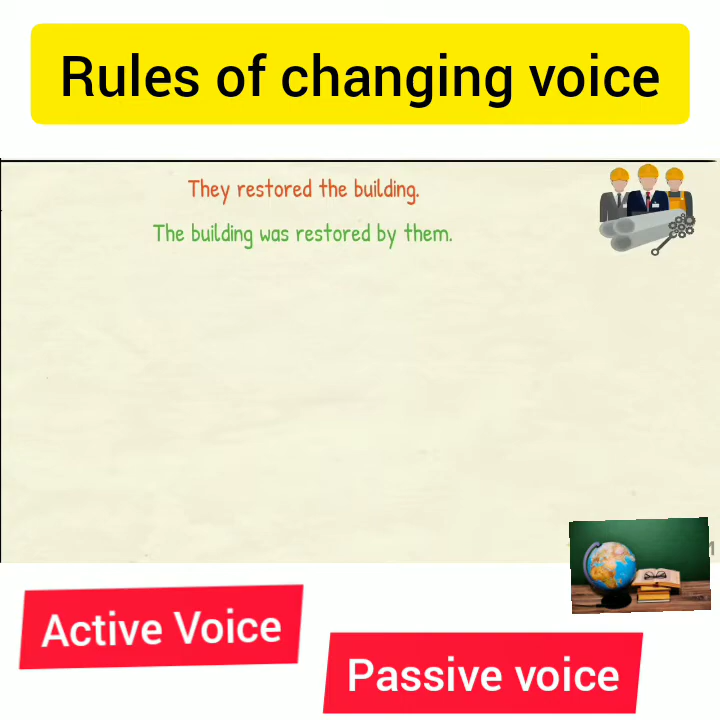 Rules of changing voice
They restored the building.
The building was restored by them.
Active Voice
Passive voice